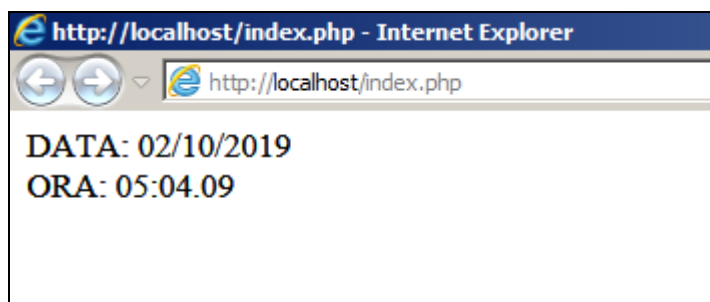 http://localhost/index.php - Internet Explorer
http://localhost/index.php
DATA: 02/10/2019
ORA: 05:04.09